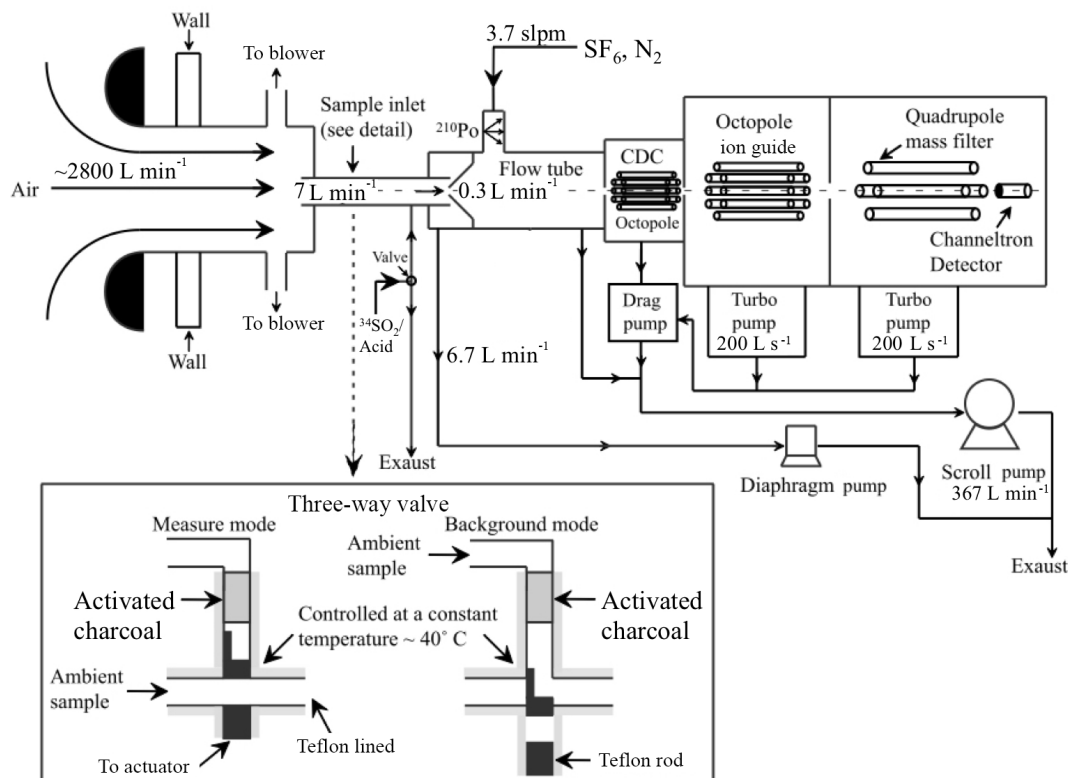 Wall
To blower
3.7 slpm
SF6, N2
Sample inlet
(see detail)
210Po
Flow tube
CDC
Octopole
Octopole
ion guide
Quadrupole
mass filter
Channeltron
Detector
Air
~2800 L min-1
7 L min-1
0.3 L min-1
Valve
34SO2/
Acid
To blower
Wall
6.7 L min-1
Drag
pump
Turbo
pump
200 L s-1
Turbo
pump
200 L s-1
Exaust
Diaphragm pump
Scroll pump
367 L min-1
Exaust
Three-way valve
Measure mode
Background mode
Ambient
sample
Activated
charcoal
Controlled at a constant
temperature ~ 40° C
Activated
charcoal
Ambient
sample
Teflon lined
To actuator
Teflon rod